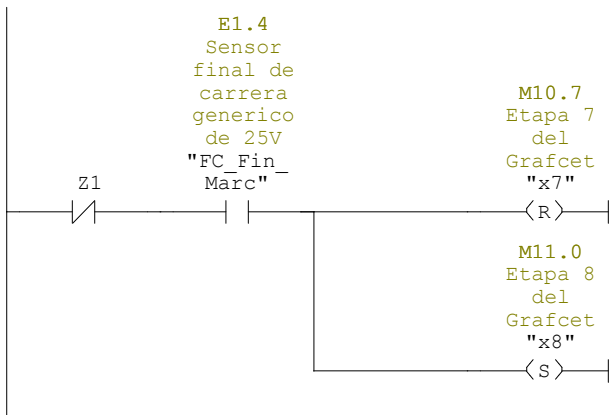 E1.4
Sensor
final de
carrera
generico
de 25V
"FC_Fin_
Marc"
Z1
M10.7
Etapa 7
del
Grafcet
"x7"
R
M11.0
Etapa 8
del
Grafcet
"x8"
S